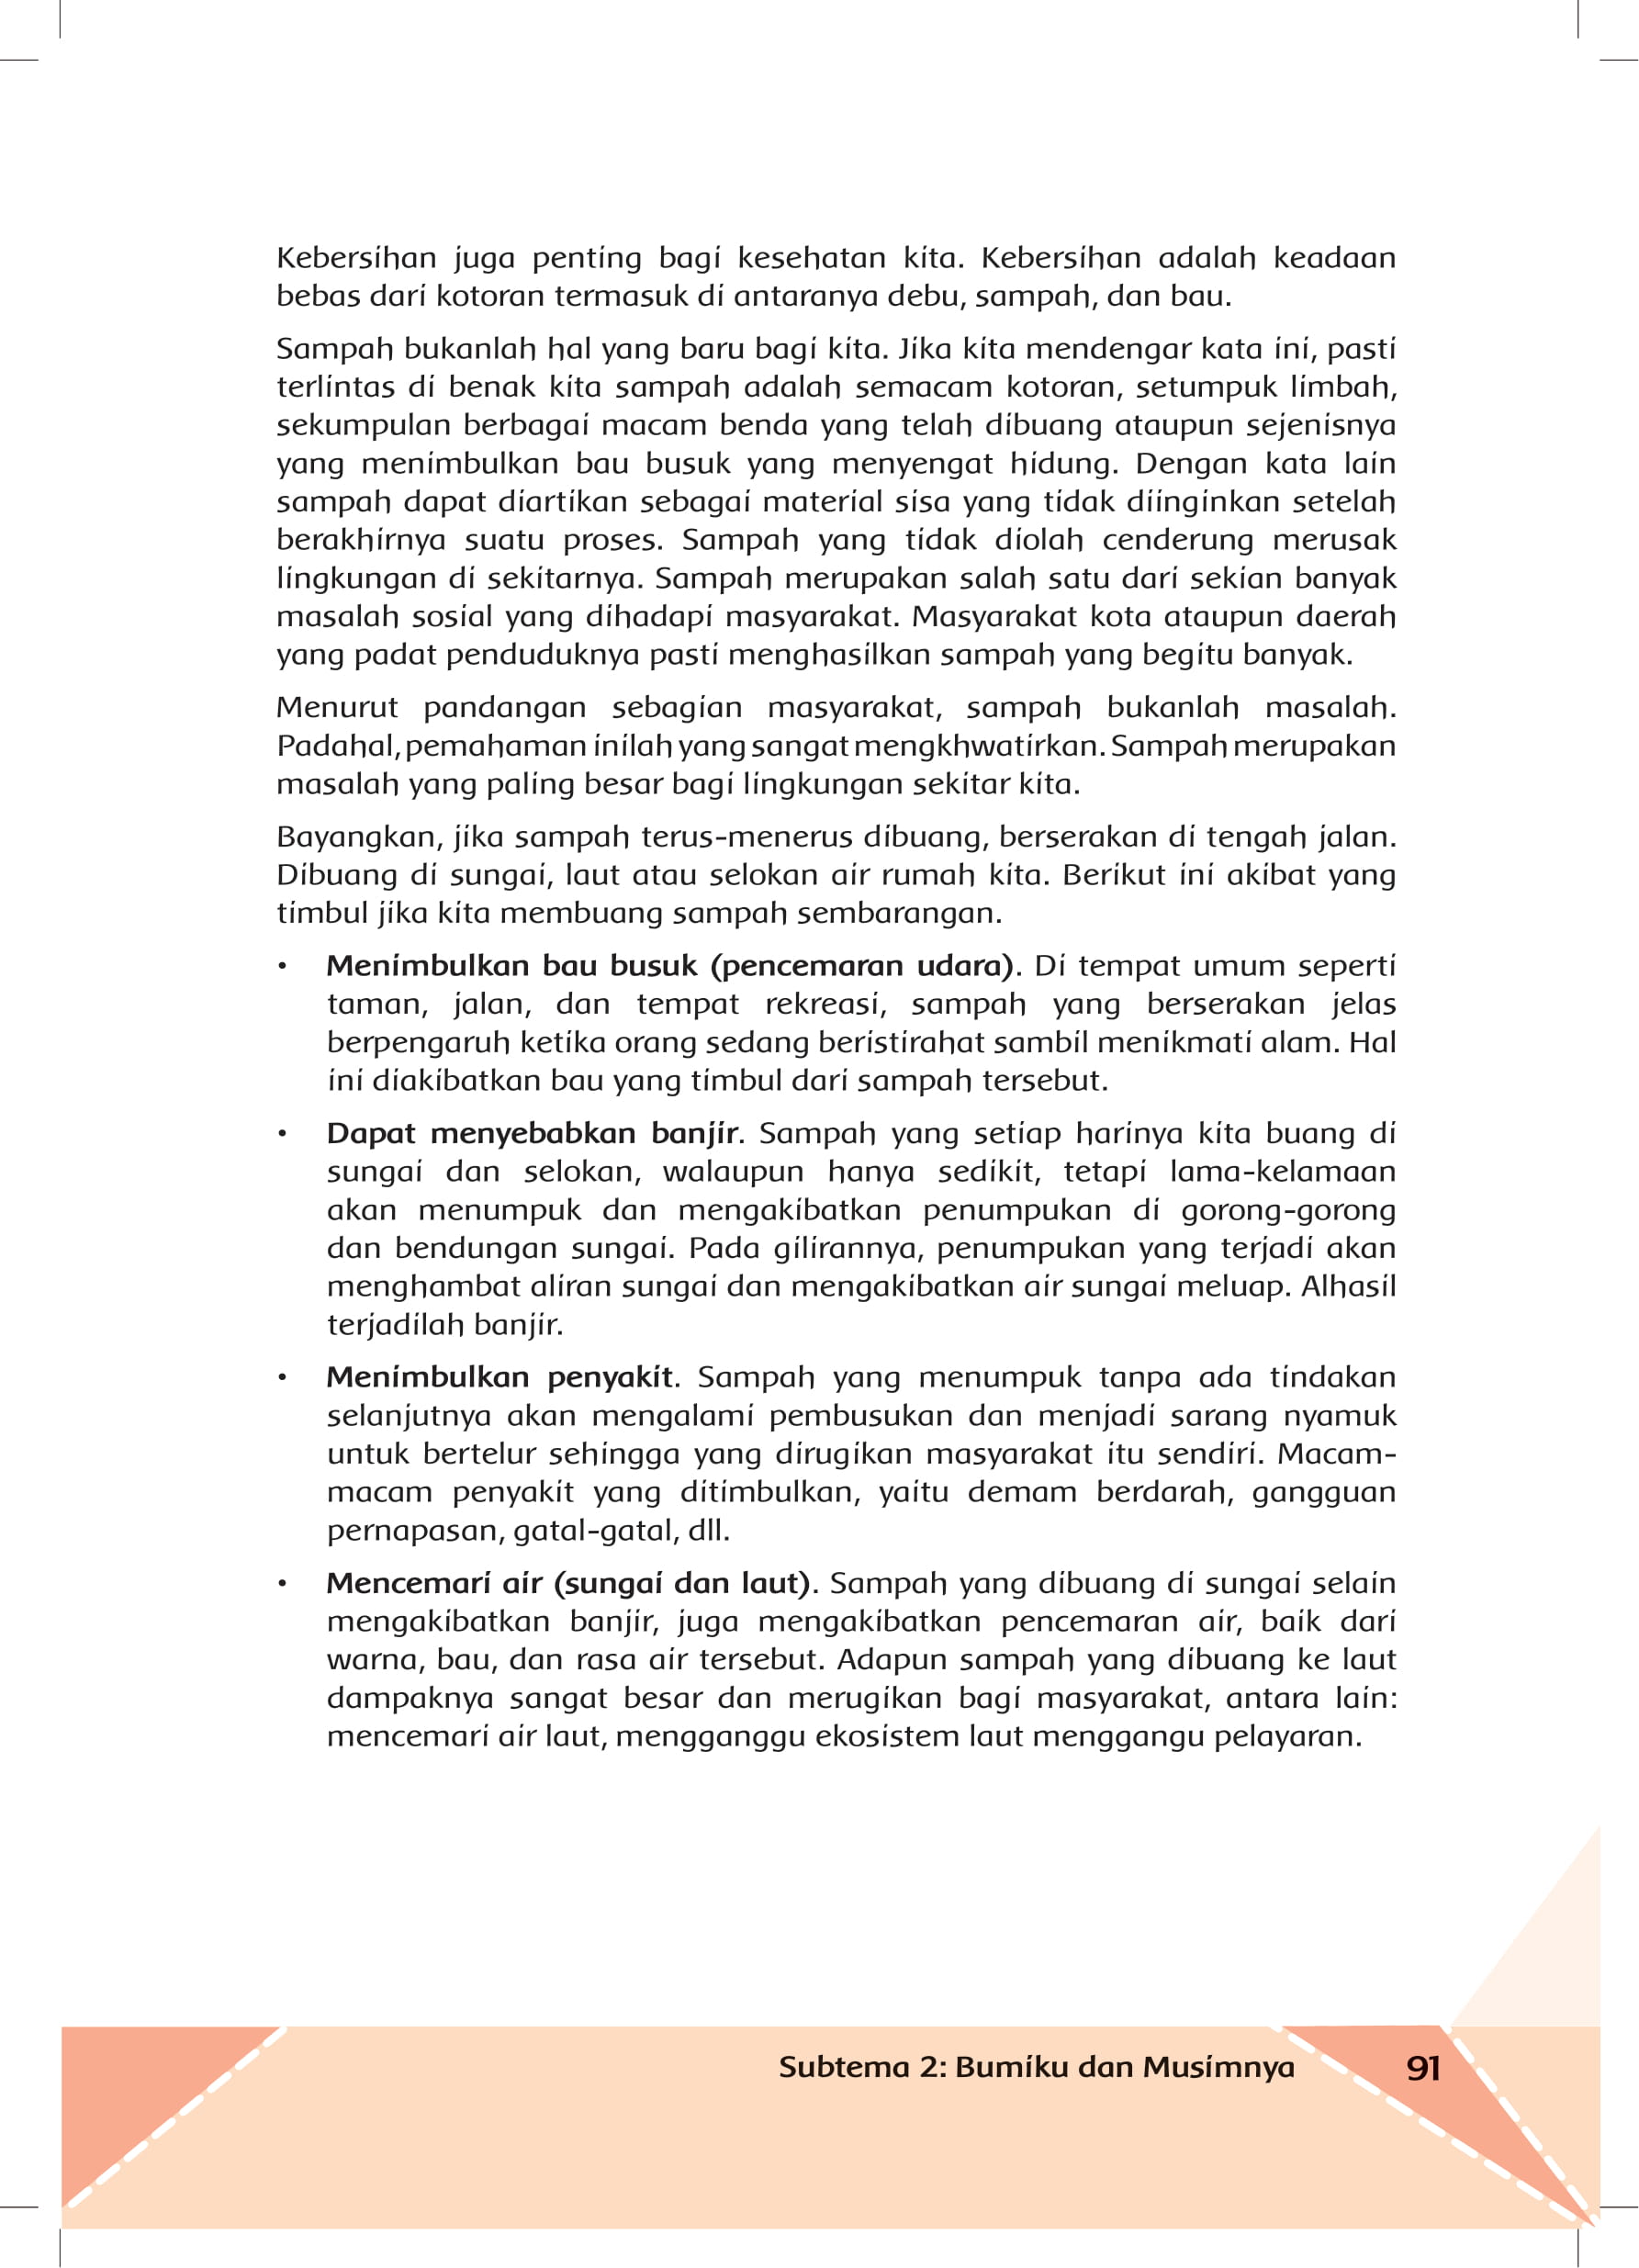 Kebersihan juga penting bagi kesehatan kita. Kebersihan adalah keadaan
bebas dari kotoran termasuk di antaranya debu, sampah, dan bau.
Sampah bukanlah hal yang baru bagi kita. Jika kita mendengar kata ini, pasti
terlintas di benak kita sampah adalah semacam kotoran, setumpuk limbah,
sekumpulan berbagai macam benda yang telah dibuang ataupun sejenisnya
yang menimbulkan bau busuk yang menyengat hidung. Dengan kata lain
sampah dapat diartikan sebagai material sisa yang tidak diinginkan setelah
berakhirnya suatu proses. Sampah yang tidak diolah cenderung merusak
lingkungan di sekitarnya. Sampah merupakan salah satu dari sekian banyak
masalah sosial yang dihadapi masyarakat. Masyarakat kota ataupun daerah
yang padat penduduknya pasti menghasilkan sampah yang begitu banyak.
Menurut pandangan sebagian masyarakat, sampah bukanlah masalah.
Padahal, pemahaman inilah yang sangat mengkhwatirkan. Sampah merupakan
masalah yang paling besar bagi lingkungan sekitar kita.
Bayangkan, jika sampah terus-menerus dibuang, berserakan di tengah jalan.
Dibuang di sungai, laut atau selokan air rumah kita. Berikut ini akibat yang
timbul jika kita membuang sampah sembarangan.
• Menimbulkan bau busuk (pencemaran udara). Di tempat umum seperti
taman, jalan, dan tempat rekreasi, sampah yang berserakan jelas
berpengaruh ketika orang sedang beristirahat sambil menikmati alam. Hal
ini diakibatkan bau yang timbul dari sampah tersebut.
• Dapat menyebabkan banjir. Sampah yang setiap harinya kita buang di
sungai dan selokan, walaupun hanya sedikit, tetapi lama-kelamaan
akan menumpuk dan mengakibatkan penumpukan di gorong-gorong
dan bendungan sungai. Pada gilirannya, penumpukan yang terjadi akan
menghambat aliran sungai dan mengakibatkan air sungai meluap. Alhasil
terjadilah banjir.
• Menimbulkan penyakit. Sampah yang menumpuk tanpa ada tindakan
selanjutnya akan mengalami pembusukan dan menjadi sarang nyamuk
untuk bertelur sehingga yang dirugikan masyarakat itu sendiri. Macam-
macam penyakit yang ditimbulkan, yaitu demam berdarah, gangguan
pernapasan, gatal-gatal, dll.
• Mencemari air (sungai dan laut). Sampah yang dibuang di sungai selain
mengakibatkan banjir, juga mengakibatkan pencemaran air, baik dari
warna, bau, dan rasa air tersebut. Adapun sampah yang dibuang ke laut
dampaknya sangat besar dan merugikan bagi masyarakat, antara lain:
mencemari air laut, mengganggu ekosistem laut menggangu pelayaran.
Subtema 2: Bumiku dan Musimnya 91